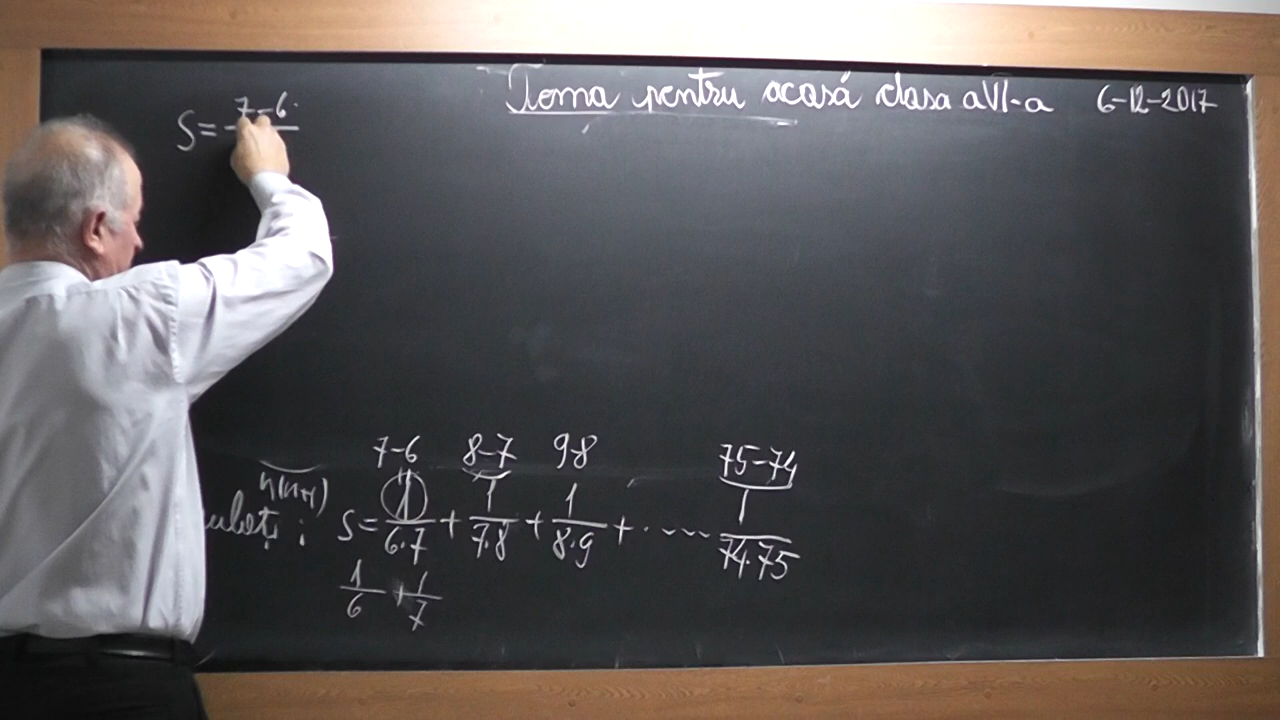 Tema pentru acasă clasa a VI-a 6-12-2017
S= 7-6
7-6 8-7 9-8 75-74
n(n+1)
S= 1/6·7 + 1/7·8 + 1/8·9 + ..... 1/74·75
1/6 + 1/7